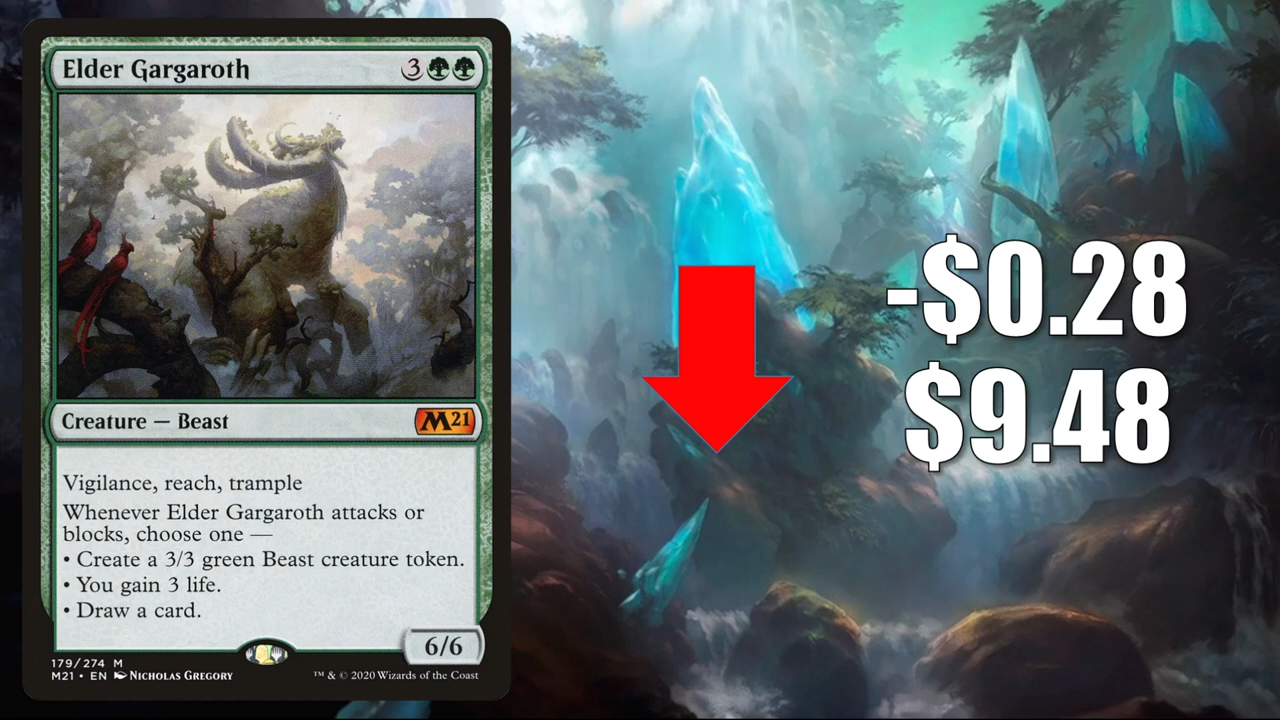 Elder Gargaroth 3
Creature — Beast M21
Vigilance, reach, trample
Whenever Elder Gargaroth attacks or
blocks, choose one —
• Create a 3/3 green Beast creature token.
• You gain 3 life.
• Draw a card.
6/6
179/274 M
M21 • EN Nicholas Gregory ™ & © 2020 Wizards of the Coast
-$0.28
$9.48